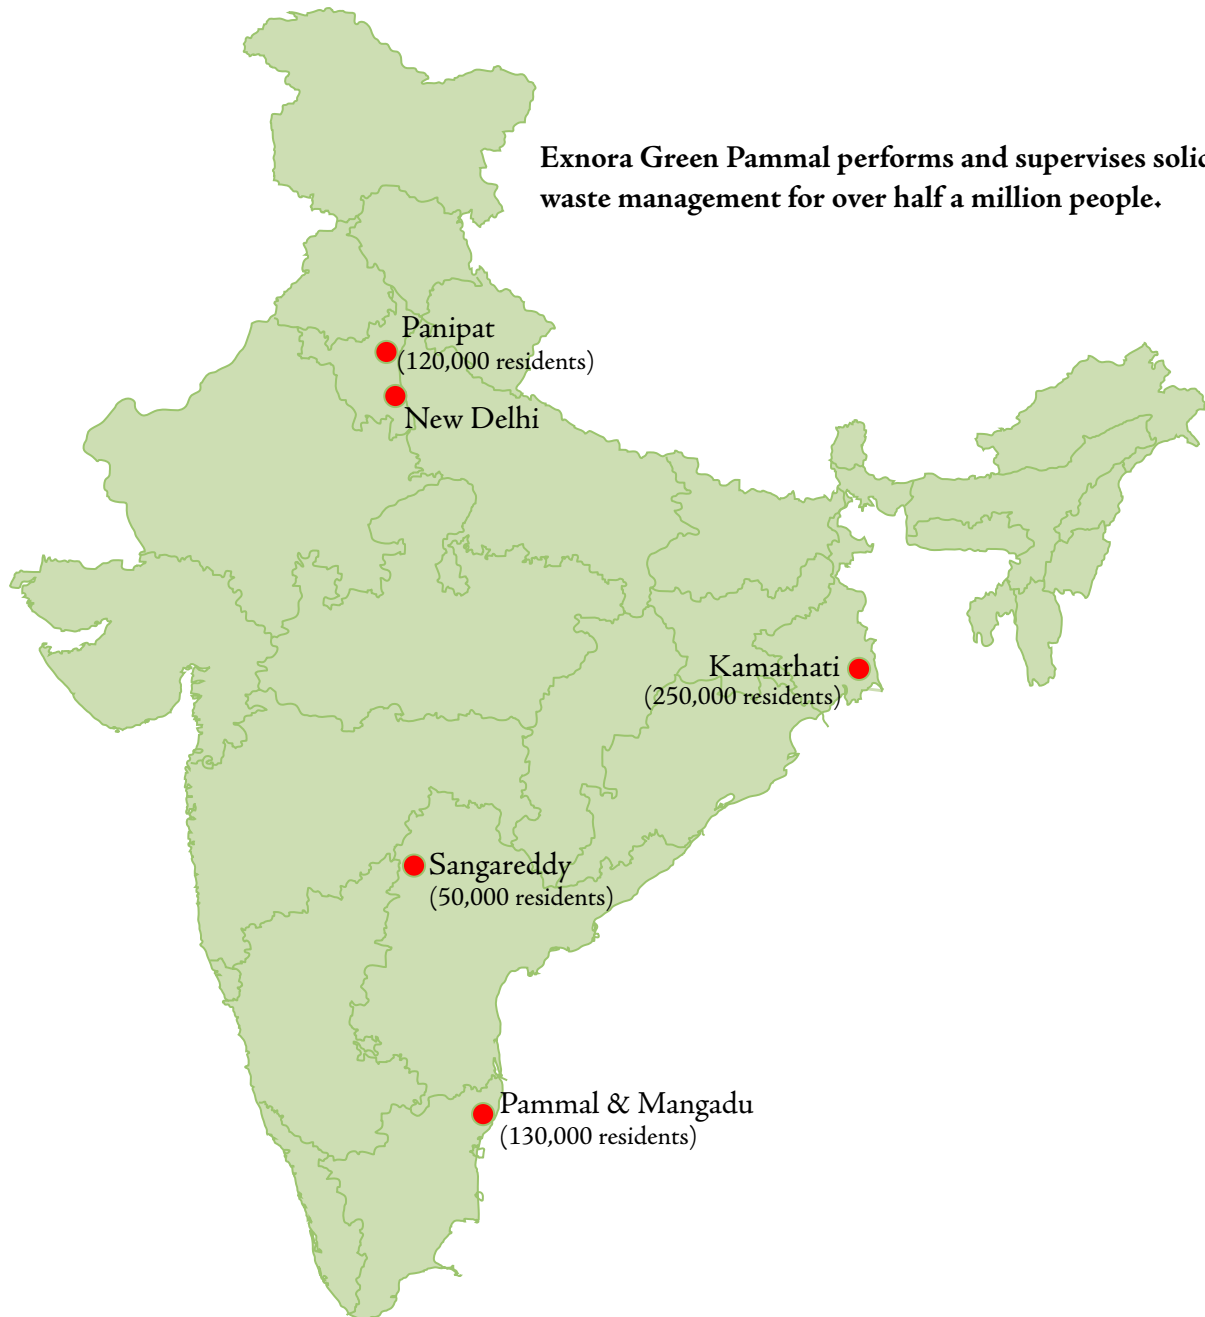 Exnora Green Pammal performs and supervises solid
waste management for over half a million people.
Panipat
(120,000 residents)
New Delhi
Kamarhati
(250,000 residents)
Sangareddy
(50,000 residents)
Pammal & Mangadu
(130,000 residents)